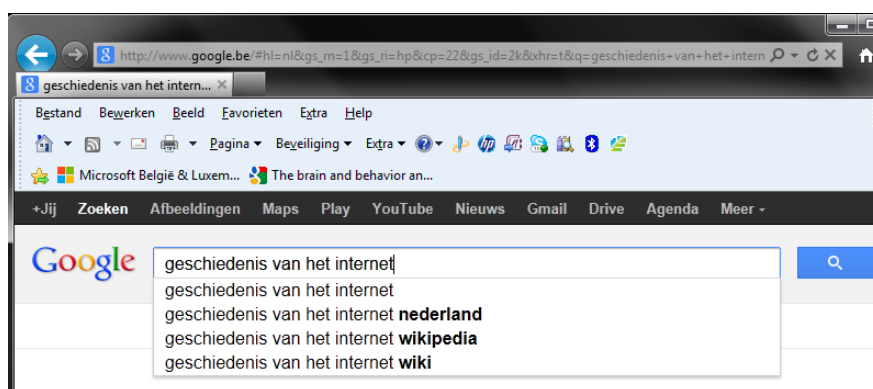 http://www.google.be/#hl=nl&gs_rn=1&gs_ri=hp&cp=22&gs_id=2k&xhr=t&q=geschiedenis+van+het+intern
geschiedenis van het intern...
Bestand Bewerken Beeld Favorieten Extra Help
Pagina Beveiliging Extra
Microsoft België & Luxem... The brain and behavior an...
+Jij Zoeken Afbeeldingen Maps Play YouTube Nieuws Gmail Drive Agenda Meer
Google geschiedenis van het internet
geschiedenis van het internet
geschiedenis van het internet nederland
geschiedenis van het internet wikipedia
geschiedenis van het internet wiki